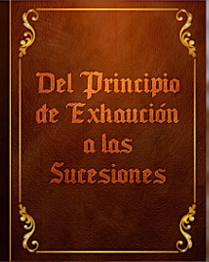 Del Principio
de Exhaución
a las
Sucesiones